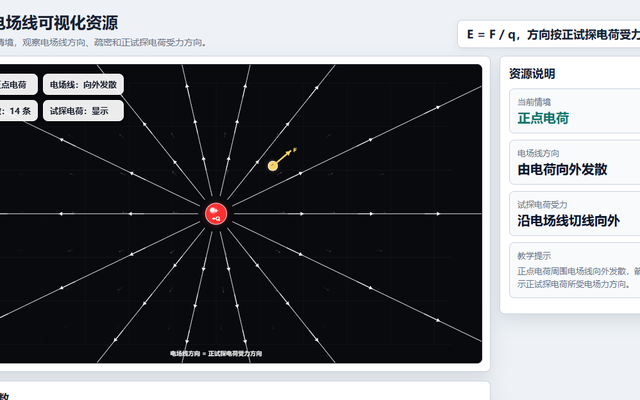 电场线可视化资源
情境，观察电场线方向、疏密和正试探电荷受力方向。
E = F / q，方向按正试探电荷受力
点电荷
电场线：向外发散
：14 条
试探电荷：显示
F
+Q
电场线方向 = 正试探电荷受力方向
资源说明
当前情境
正点电荷
电场线方向
由电荷向外发散
试探电荷受力
沿电场线切线向外
教学提示
正点电荷周围电场线向外发散，
示正试探电荷所受电场力方向。
数